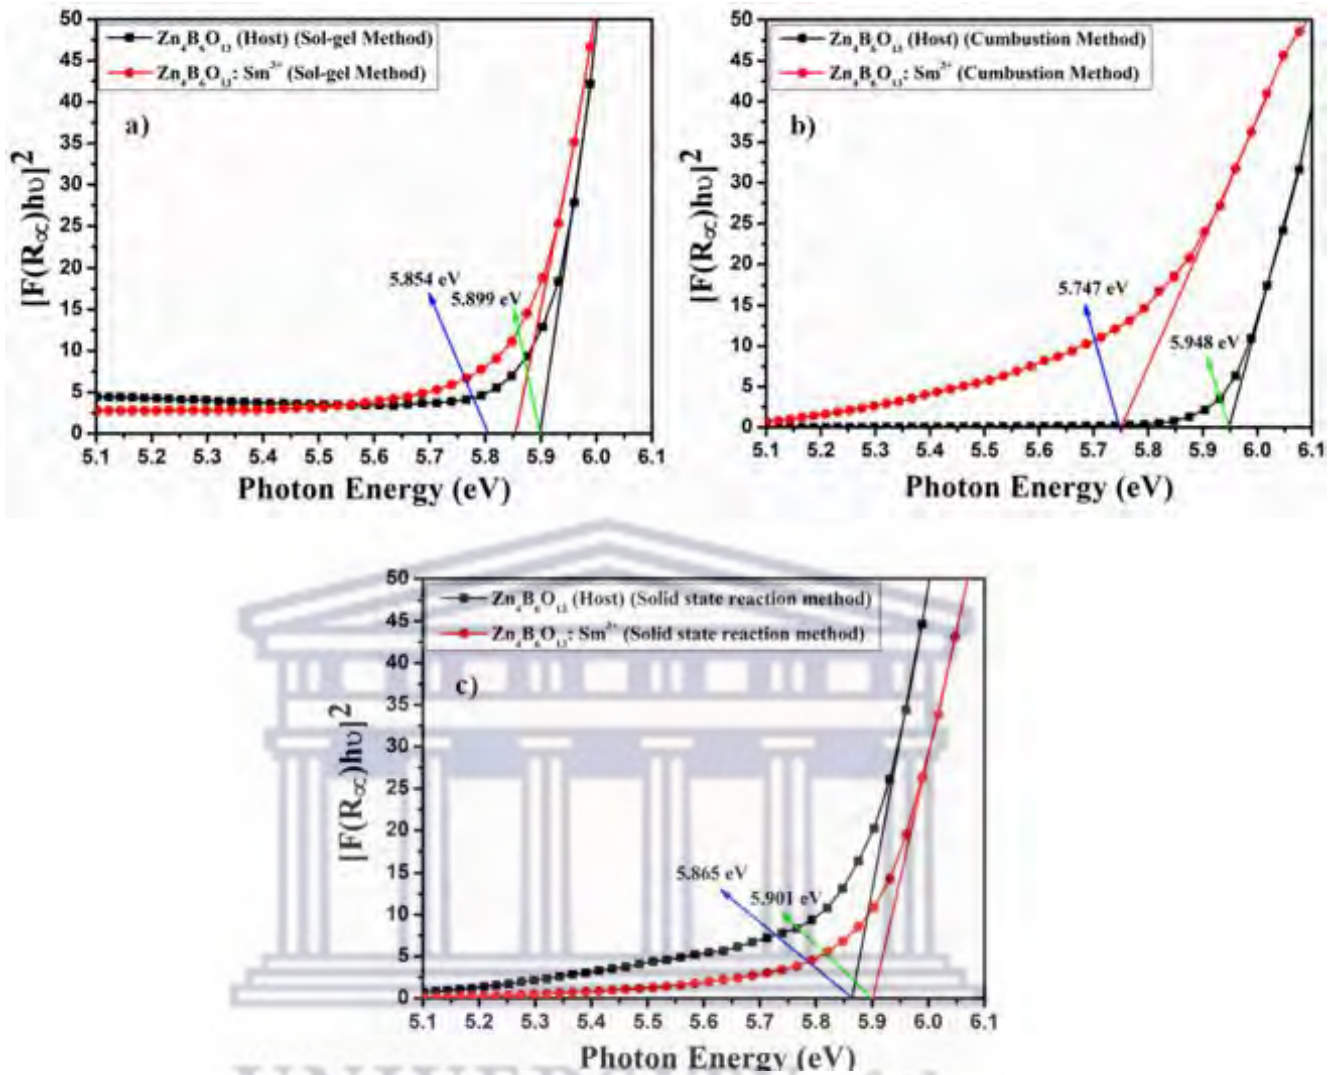 Zn4B6O13 (Host) (Sol-gel Method)
Zn4B6O13: Sm3+ (Sol-gel Method)
a)
[F(R∝)hυ]2
50
45
40
35
30
25
20
15
10
5
0
5.854 eV
5.899 eV
5.1 5.2 5.3 5.4 5.5 5.6 5.7 5.8 5.9 6.0 6.1
Photon Energy (eV)
Zn4B6O13 (Host) (Cumbustion Method)
Zn4B6O13: Sm3+ (Cumbustion Method)
b)
[F(R∝)hυ]2
50
45
40
35
30
25
20
15
10
5
0
5.747 eV
5.948 eV
5.1 5.2 5.3 5.4 5.5 5.6 5.7 5.8 5.9 6.0 6.1
Photon Energy (eV)
Zn4B6O13 (Host) (Solid state reaction method)
Zn4B6O13: Sm3+ (Solid state reaction method)
c)
[F(R∝)hυ]2
50
45
40
35
30
25
20
15
10
5
0
5.865 eV
5.901 eV
5.1 5.2 5.3 5.4 5.5 5.6 5.7 5.8 5.9 6.0 6.1
Photon Energy (eV)